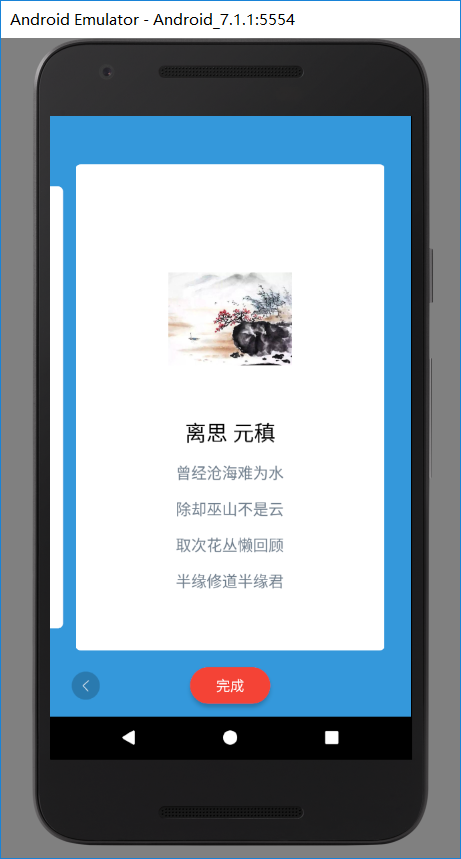 Android Emulator - Android_7.1.1:5554
离思 元稹
曾经沧海难为水
除却巫山不是云
取次花丛懒回顾
半缘修道半缘君
完成